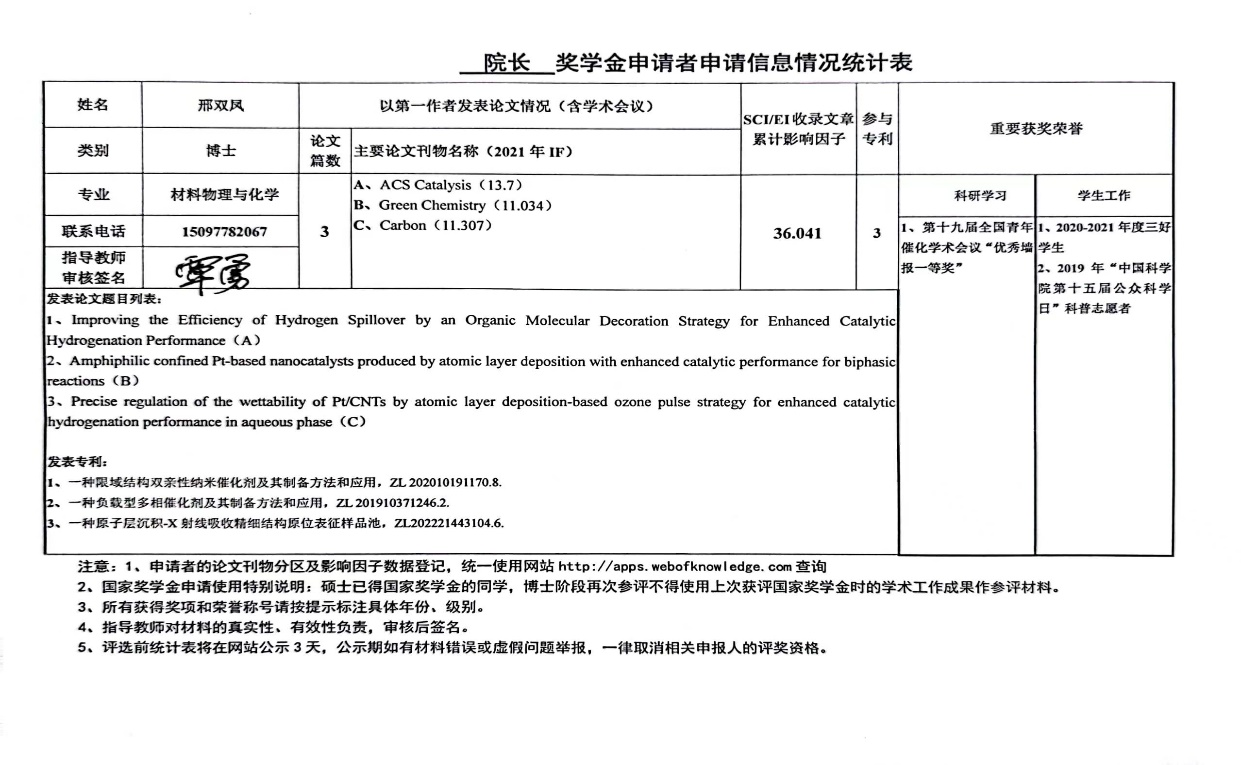 院长 奖学金申请者申请信息情况统计表
姓名 邢双凤 以第一作者发表论文情况（含学术会议） SCI/EI收录文章累计影响因子 参与专利 重要获奖荣誉
类别 博士 论文篇数 主要论文刊物名称（2021年IF）
专业 材料物理与化学 3 A、ACS Catalysis（13.7） 36.041 3 科研学习 学生工作
B、Green Chemistry（11.034）
C、Carbon（11.307）
联系电话 15097782067
指导教师
审核签名 覃勇
1、第十九届全国青年
催化学术会议“优秀墙
报一等奖”
1、2020-2021年度三好
学生
2、2019 年“中国科学
院第十五届公众科学
日”科普志愿者
发表论文题目列表：
1、Improving the Efficiency of Hydrogen Spillover by an Organic Molecular Decoration Strategy for Enhanced Catalytic
Hydrogenation Performance（A）
2、Amphiphilic confined Pt-based nanocatalysts produced by atomic layer deposition with enhanced catalytic performance for biphasic
reactions（B）
3、Precise regulation of the wettability of Pt/CNTs by atomic layer deposition-based ozone pulse strategy for enhanced catalytic
hydrogenation performance in aqueous phase（C）
发表专利：
1、一种限域结构双亲性纳米催化剂及其制备方法和应用，ZL 202010191170.8.
2、一种负载型多相催化剂及其制备方法和应用，ZL 201910371246.2.
3、一种原子层沉积-X射线吸收精细结构原位表征样品池，ZL202221443104.6.
注意：1、申请者的论文刊物分区及影响因子数据登记，统一使用网站http://apps.webofknowledge.com查询
2、国家奖学金申请使用特别说明：硕士已得国家奖学金的同学，博士阶段再次参评不得使用上次获评国家奖学金时的学术工作成果作参评材料。
3、所有获得奖项和荣誉称号请按提示标注具体年份、级别。
4、指导教师对材料的真实性、有效性负责，审核后签名。
5、评选前统计表将在网站公示3天，公示期如有材料错误或虚假问题举报，一律取消相关申报人的评奖资格。